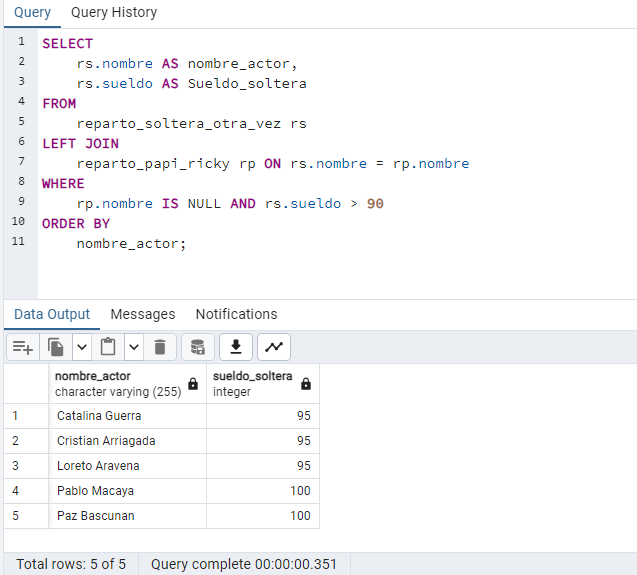 Query Query History
1 SELECT
2 rs.nombre AS nombre_actor,
3 rs.sueldo AS Sueldo_soltera
4 FROM
5 reparto_soltera_otra_vez rs
6 LEFT JOIN
7 reparto_papi_ricky rp ON rs.nombre = rp.nombre
8 WHERE
9 rp.nombre IS NULL AND rs.sueldo > 90
10 ORDER BY
11 nombre_actor;
Data Output Messages Notifications
nombre_actor sueldo_soltera
character varying (255) integer
1 Catalina Guerra 95
2 Cristian Arriagada 95
3 Loreto Aravena 95
4 Pablo Macaya 100
5 Paz Bascunan 100
Total rows: 5 of 5 Query complete 00:00:00.351